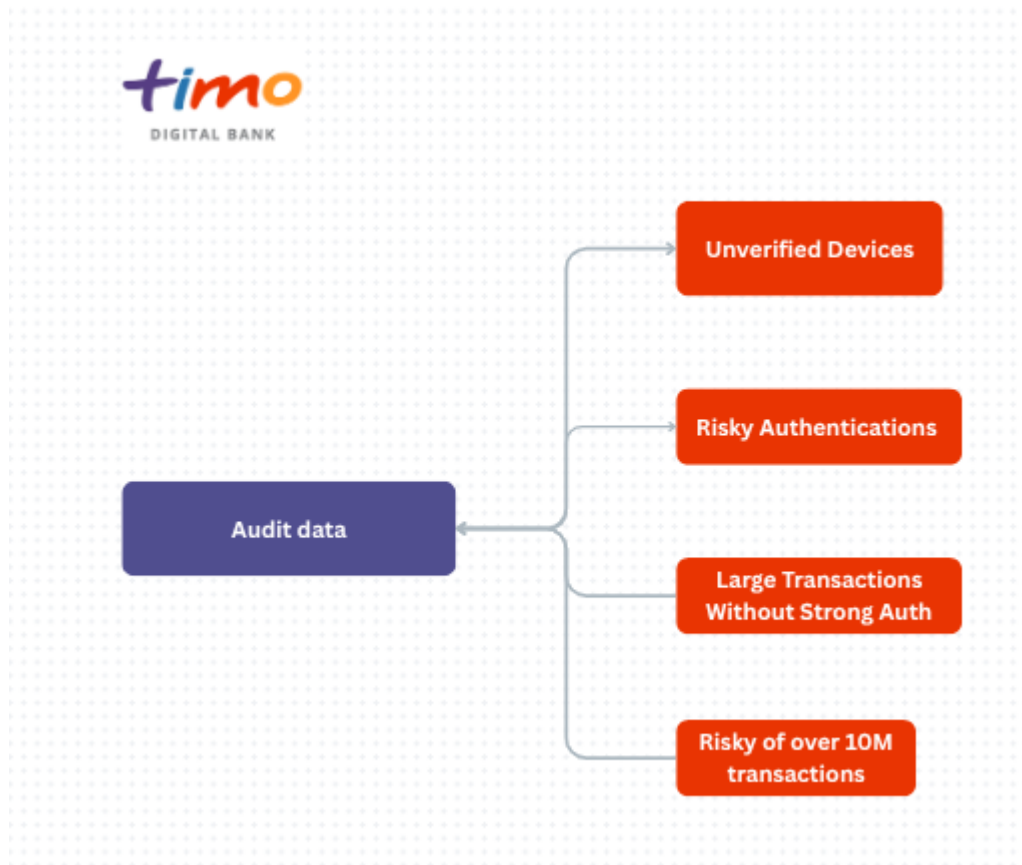 timo
DIGITAL BANK
Unverified Devices
Risky Authentications
Audit data
Large Transactions
Without Strong Auth
Risky of over 10M
transactions